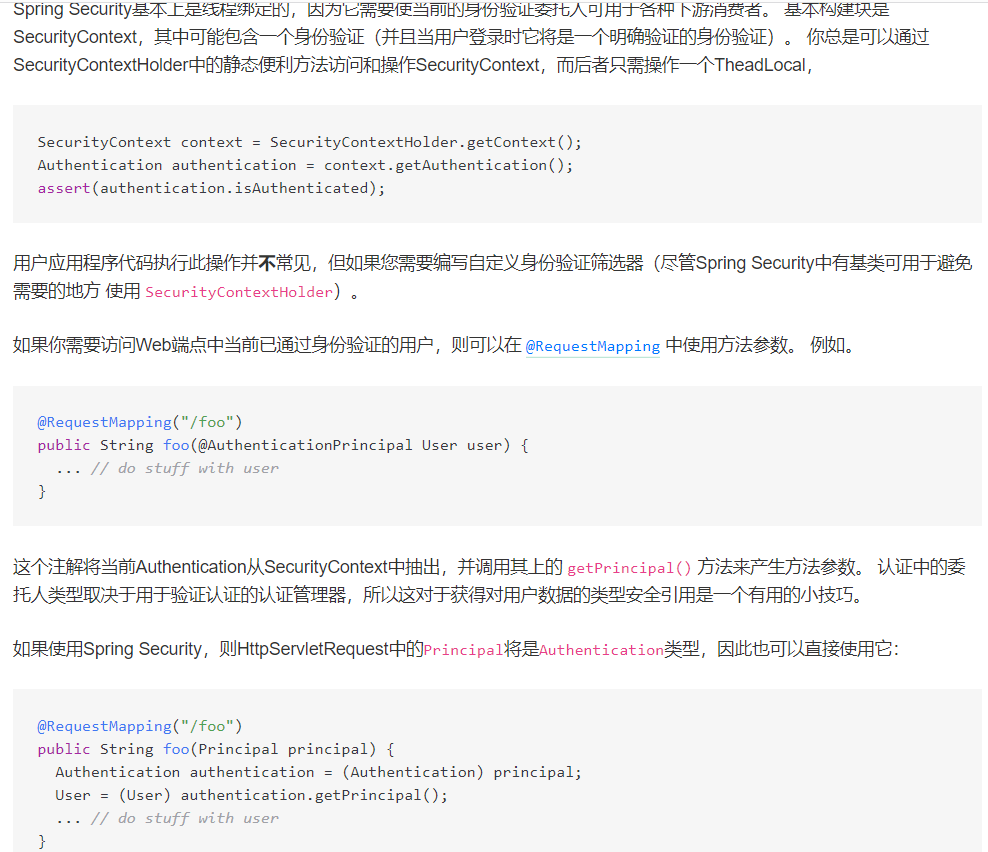 Spring Security基本上是线程绑定的，因为它需要使当前的身份验证委托人可用于各种下游消费者。 基本构建块是
SecurityContext，其中可能包含一个身份验证（并且当用户登录时它将是一个明确验证的身份验证）。 你总是可以通过
SecurityContextHolder中的静态便利方法访问和操作SecurityContext，而后者只需操作一个TheadLocal，
SecurityContext context = SecurityContextHolder.getContext();
Authentication authentication = context.getAuthentication();
assert(authentication.isAuthenticated);
用户应用程序代码执行此操作并不常见，但如果您需要编写自定义身份验证筛选器（尽管Spring Security中有基类可用于避免
需要的地方 使用 SecurityContextHolder）。
如果你需要访问Web端点中当前已通过身份验证的用户，则可以在 @RequestMapping 中使用方法参数。 例如。
@RequestMapping("/foo")
public String foo(@AuthenticationPrincipal User user) {
  ... // do stuff with user
}
这个注解将当前Authentication从SecurityContext中抽出，并调用其上的 getPrincipal() 方法来产生方法参数。 认证中的委
托人类型取决于用于验证认证的认证管理器，所以这对于获得对用户数据的类型安全引用是一个有用的小技巧。
如果使用Spring Security，则HttpServletRequest中的Principal将是Authentication类型，因此也可以直接使用它：
@RequestMapping("/foo")
public String foo(Principal principal) {
  Authentication authentication = (Authentication) principal;
  User = (User) authentication.getPrincipal();
  ... // do stuff with user
}